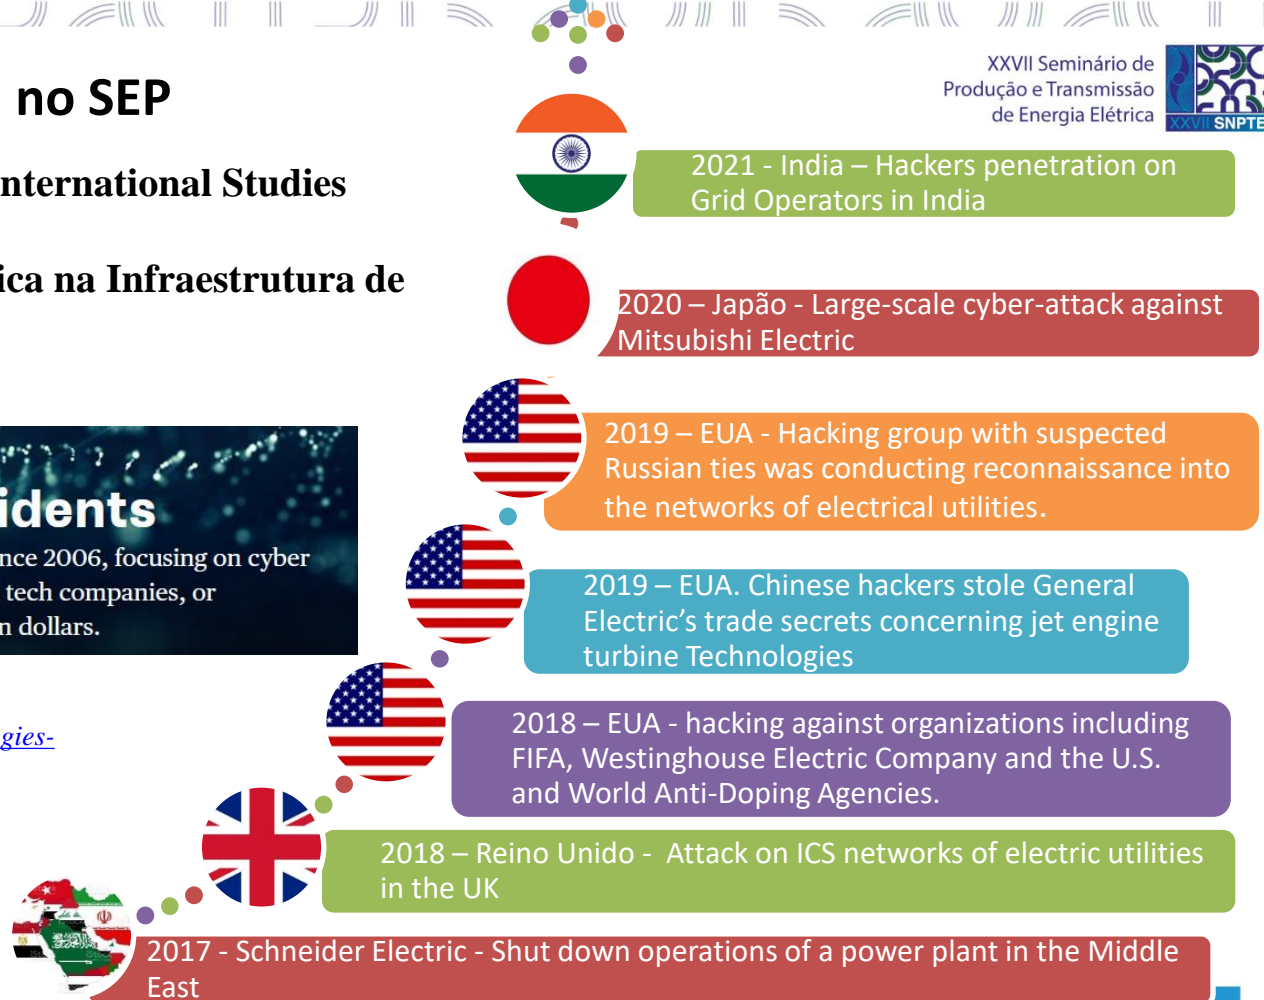 no SEP
nternational Studies
ica na Infraestrutura de
idents
nce 2006, focusing on cyber
tech companies, or
n dollars.
gies-
XXVII Seminário de
Produção e Transmissão
de Energia Elétrica
XXVII SNPTE
2021 - India – Hackers penetration on
Grid Operators in India
2020 – Japão - Large-scale cyber-attack against
Mitsubishi Electric
2019 – EUA - Hacking group with suspected
Russian ties was conducting reconnaissance into
the networks of electrical utilities.
2019 – EUA. Chinese hackers stole General
Electric’s trade secrets concerning jet engine
turbine Technologies
2018 – EUA - hacking against organizations including
FIFA, Westinghouse Electric Company and the U.S.
and World Anti-Doping Agencies.
2018 – Reino Unido -  Attack on ICS networks of electric utilities
in the UK
2017 - Schneider Electric - Shut down operations of a power plant in the Middle
East